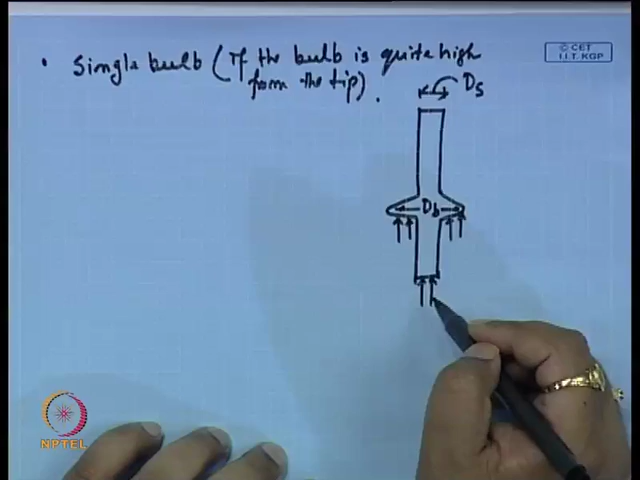 • Single bulb (If the bulb is quite high
from the tip).
© CET
I.I.T. KGP
Ds
Db
NPTEL